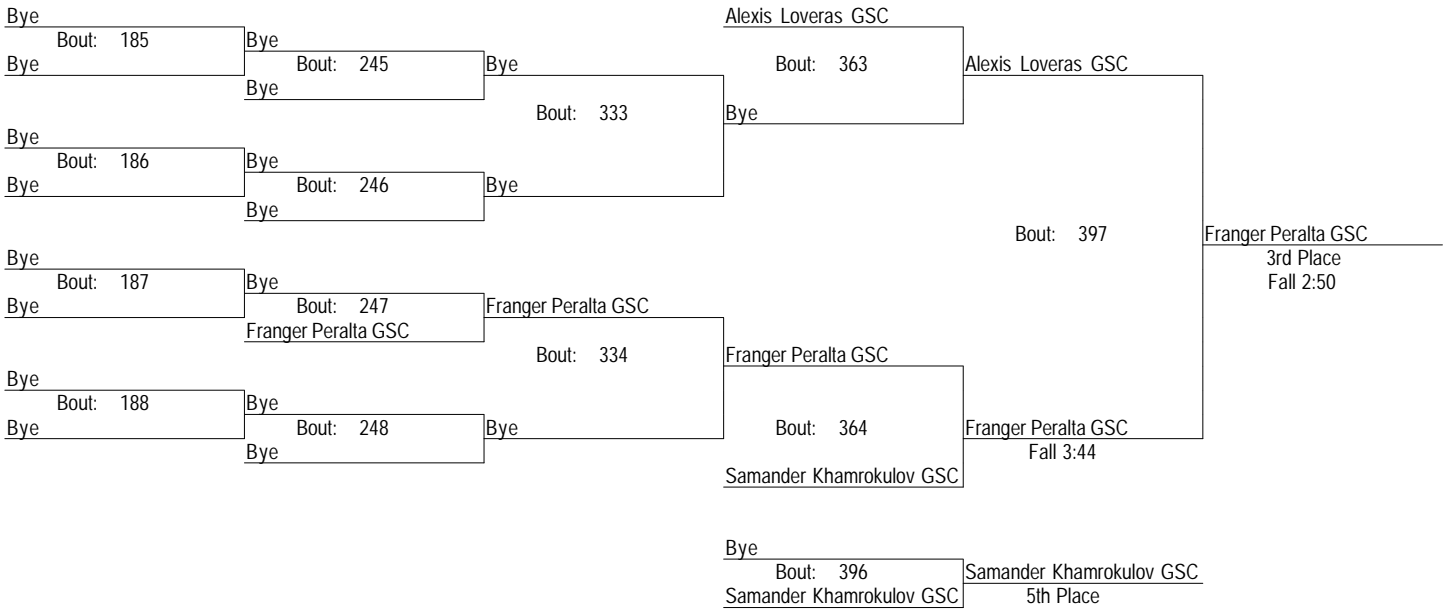 Bye
Alexis Loveras GSC
Bout: 185
Bye
Bye
Bout: 245
Bye
Bout: 363
Alexis Loveras GSC
Bye
Bye
Bout: 333
Bye
Bye
Bout: 186
Bye
Bye
Bout: 246
Bye
Bye
Bout: 397
Franger Peralta GSC
3rd Place
Fall 2:50
Bye
Bout: 187
Bye
Bye
Bout: 247
Franger Peralta GSC
Franger Peralta GSC
Bout: 334
Franger Peralta GSC
Bye
Bout: 188
Bye
Bye
Bout: 248
Bye
Bye
Bout: 364
Franger Peralta GSC
Fall 3:44
Samander Khamrokulov GSC
Bye
Bout: 396
Samander Khamrokulov GSC
Samander Khamrokulov GSC
5th Place